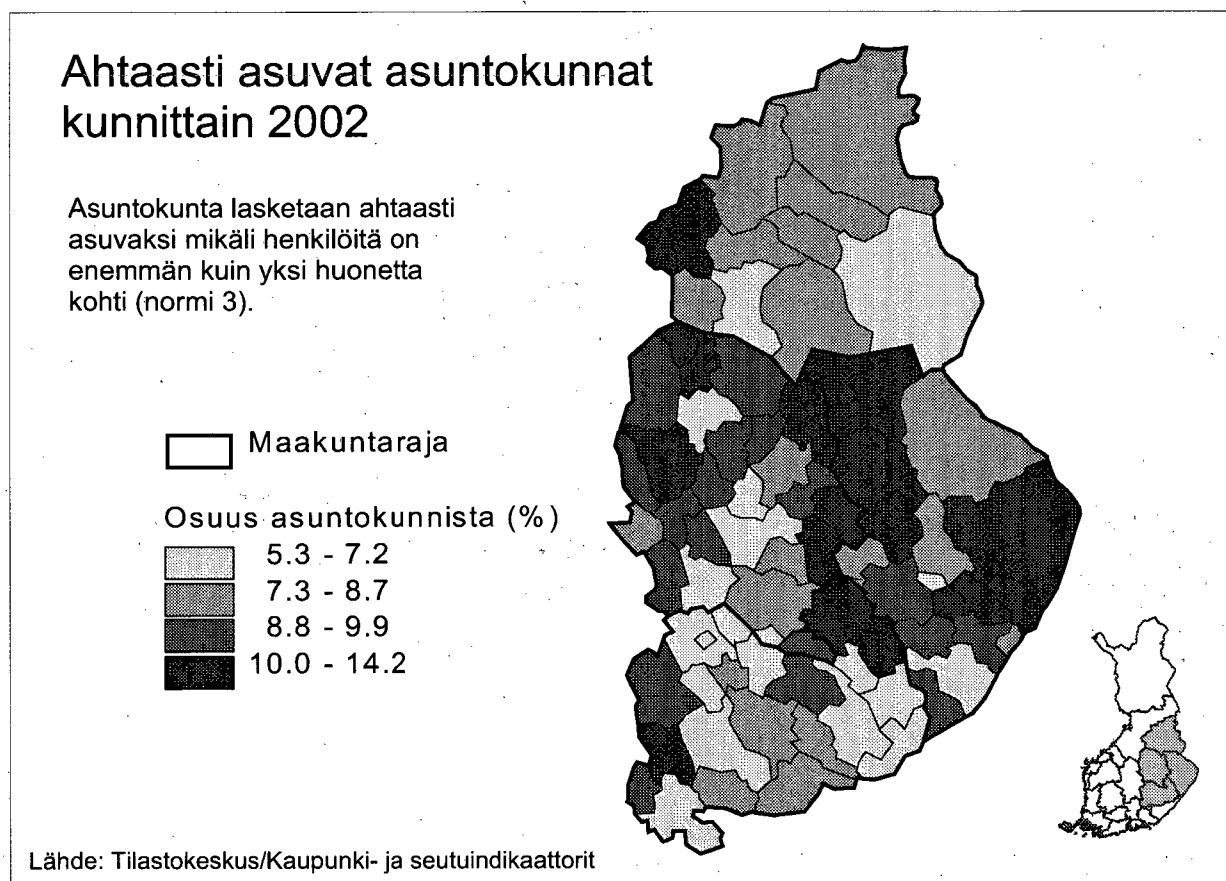 Ahtaasti asuvat asuntokunnat
kunnittain 2002
Asuntokunta lasketaan ahtaasti
asuvaksi mikäli henkilöitä on
enemmän kuin yksi huonetta
kohti (normi 3).
Maakuntaraja
Osuus asuntokunnista (%)
5.3 - 7.2
7.3 - 8.7
8.8 - 9.9
10.0 - 14.2
Lähde: Tilastokeskus/Kaupunki- ja seutuindikaattorit